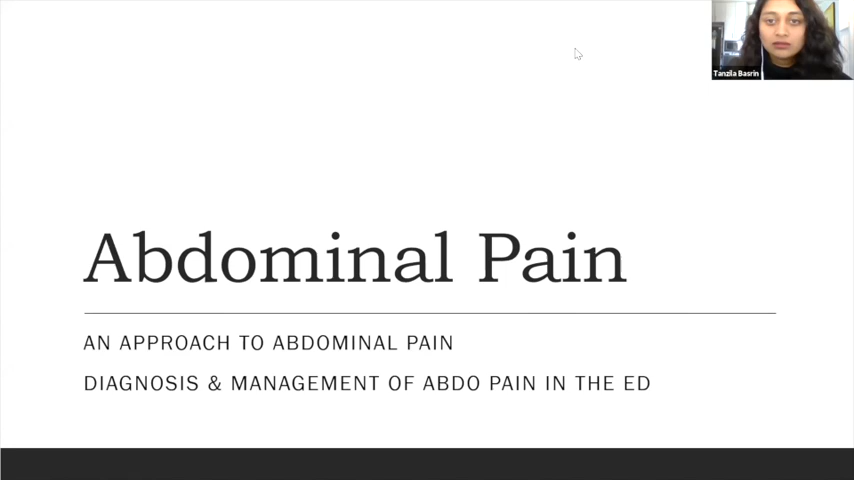 Tanzila Basrin
Abdominal Pain
AN APPROACH TO ABDOMINAL PAIN
DIAGNOSIS & MANAGEMENT OF ABDO PAIN IN THE ED